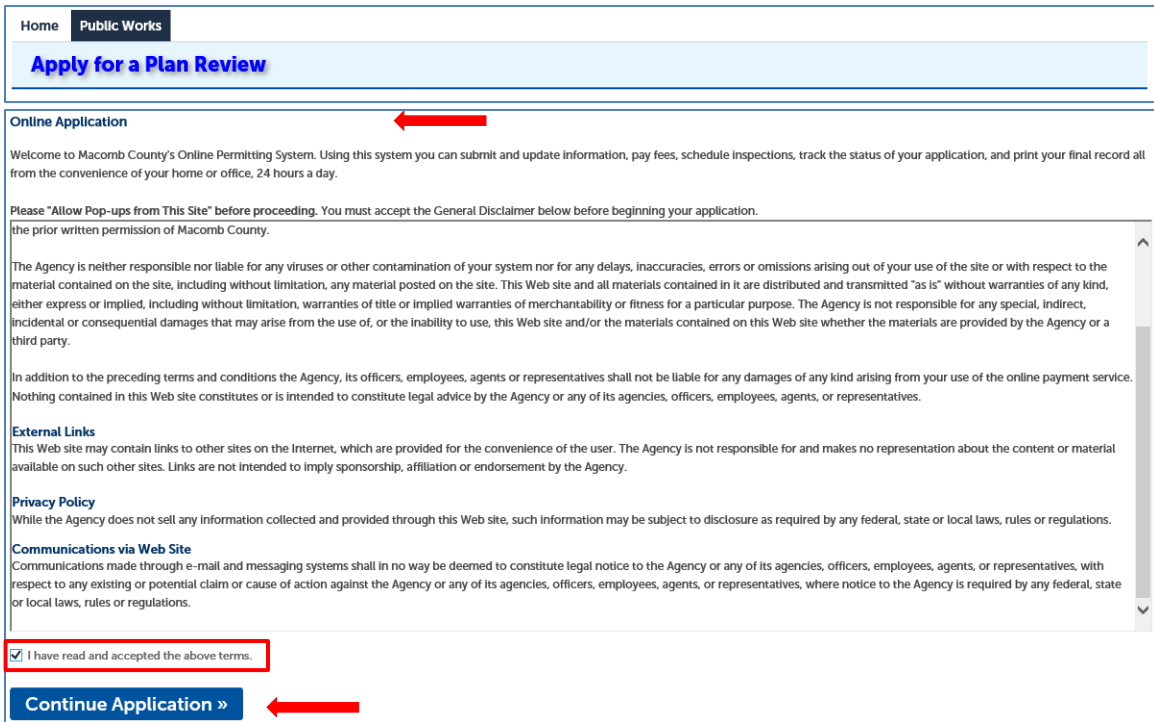 Home Public Works
Apply for a Plan Review
Online Application
Welcome to Macomb County's Online Permitting System. Using this system you can submit and update information, pay fees, schedule inspections, track the status of your application, and print your final record all
from the convenience of your home or office, 24 hours a day.
Please "Allow Pop-ups from This Site" before proceeding. You must accept the General Disclaimer below before beginning your application.
the prior written permission of Macomb County.
The Agency is neither responsible nor liable for any viruses or other contamination of your system nor for any delays, inaccuracies, errors or omissions arising out of your use of the site or with respect to the
material contained on the site, including without limitation, any material posted on the site. This Web site and all materials contained in it are distributed and transmitted "as is" without warranties of any kind,
either express or implied, including without limitation, warranties of title or implied warranties of merchantability or fitness for a particular purpose. The Agency is not responsible for any special, indirect,
incidental or consequential damages that may arise from the use of, or the inability to use, this Web site and/or the materials contained on this Web site whether the materials are provided by the Agency or a
third party.
In addition to the preceding terms and conditions the Agency, its officers, employees, agents or representatives shall not be liable for any damages of any kind arising from your use of the online payment service.
Nothing contained in this Web site constitutes or is intended to constitute legal advice by the Agency or any of its agencies, officers, employees, agents, or representatives.
External Links
This Web site may contain links to other sites on the Internet, which are provided for the convenience of the user. The Agency is not responsible for and makes no representation about the content or material
available on such other sites. Links are not intended to imply sponsorship, affiliation or endorsement by the Agency.
Privacy Policy
While the Agency does not sell any information collected and provided through this Web site, such information may be subject to disclosure as required by any federal, state or local laws, rules or regulations.
Communications via Web Site
Communications made through e-mail and messaging systems shall in no way be deemed to constitute legal notice to the Agency or any of its agencies, officers, employees, agents, or representatives, with
respect to any existing or potential claim or cause of action against the Agency or any of its agencies, officers, employees, agents, or representatives, where notice to the Agency is required by any federal, state
or local laws, rules or regulations.
I have read and accepted the above terms.
Continue Application »